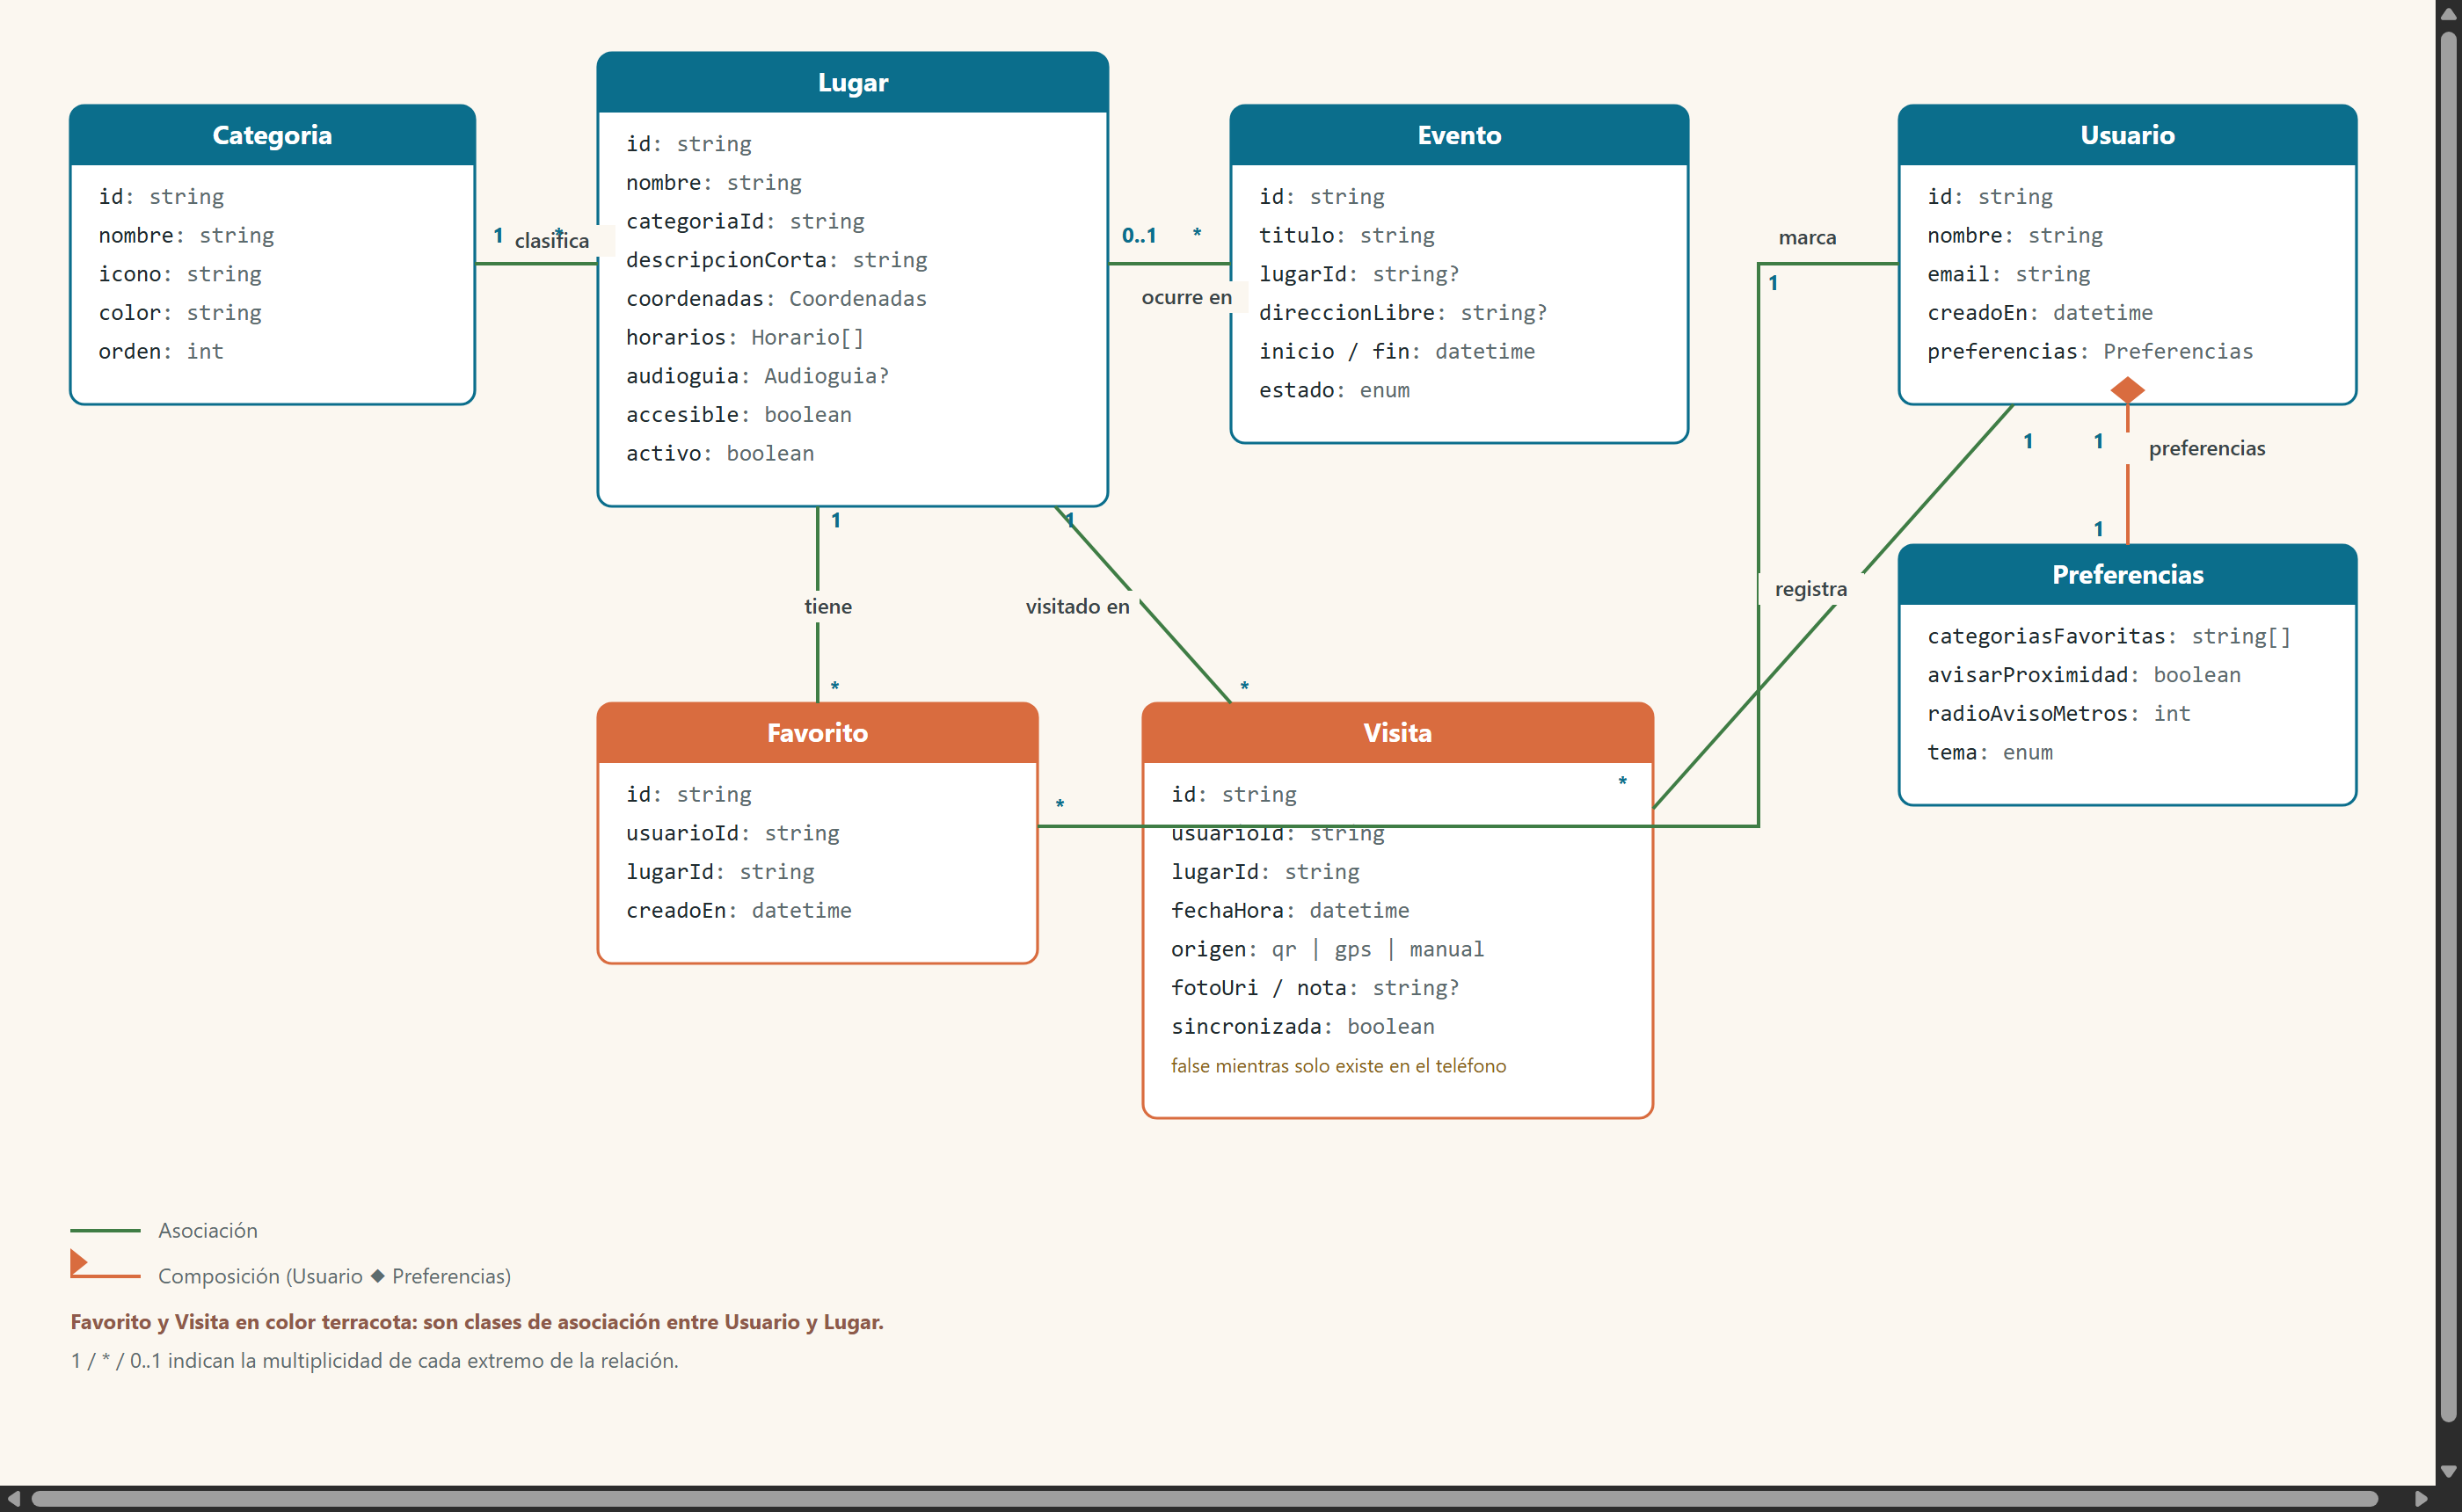 Categoria
id: string
nombre: string
icono: string
color: string
orden: int
1
clasifica
*
Lugar
id: string
nombre: string
categoriaId: string
descripcionCorta: string
coordenadas: Coordenadas
horarios: Horario[]
audioguia: Audioguia?
accesible: boolean
activo: boolean
0..1
*
ocurre en
Evento
id: string
titulo: string
lugarId: string?
direccionLibre: string?
inicio / fin: datetime
estado: enum
marca
1
Usuario
id: string
nombre: string
email: string
creadoEn: datetime
preferencias: Preferencias
1
1
preferencias
1
registra
Preferencias
categoriasFavoritas: string[]
avisarProximidad: boolean
radioAvisoMetros: int
tema: enum
1
tiene
*
1
visitado en
*
Favorito
id: string
usuarioId: string
lugarId: string
creadoEn: datetime
*
Visita
*
id: string
usuarioId: string
lugarId: string
fechaHora: datetime
origen: qr | gps | manual
fotoUri / nota: string?
sincronizada: boolean
false mientras solo existe en el teléfono
Asociación
Composición (Usuario ◆ Preferencias)
Favorito y Visita en color terracota: son clases de asociación entre Usuario y Lugar.
1 / * / 0..1 indican la multiplicidad de cada extremo de la relación.